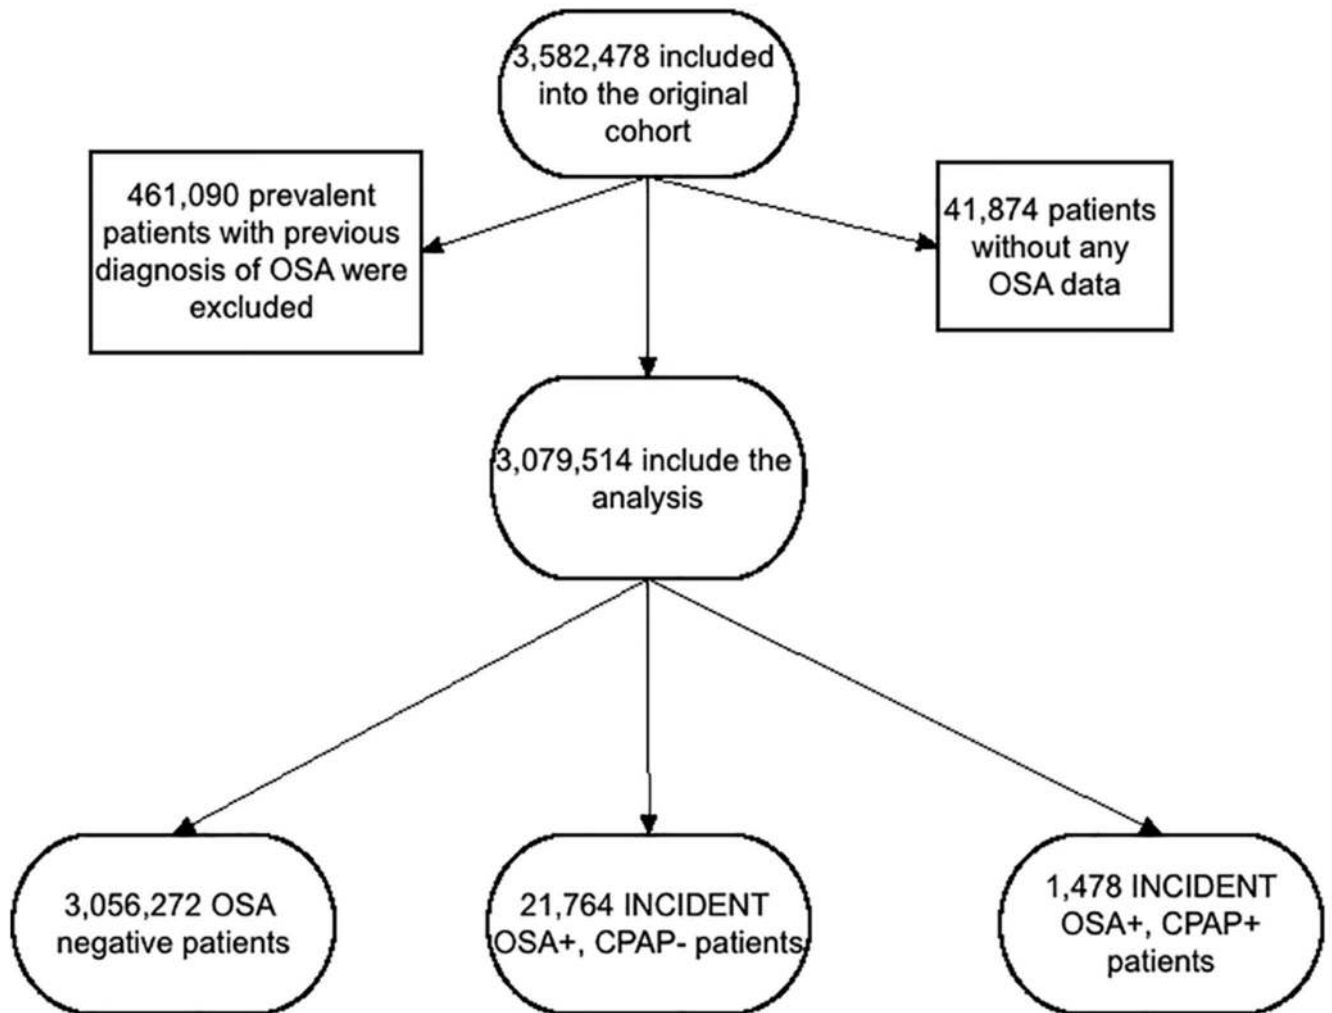 3,582,478 included
into the original
cohort
461,090 prevalent
patients with previous
diagnosis of OSA were
excluded
41,874 patients
without any
OSA data
3,079,514 include the
analysis
3,056,272 OSA
negative patients
21,764 INCIDENT
OSA+, CPAP- patients
1,478 INCIDENT
OSA+, CPAP+
patients